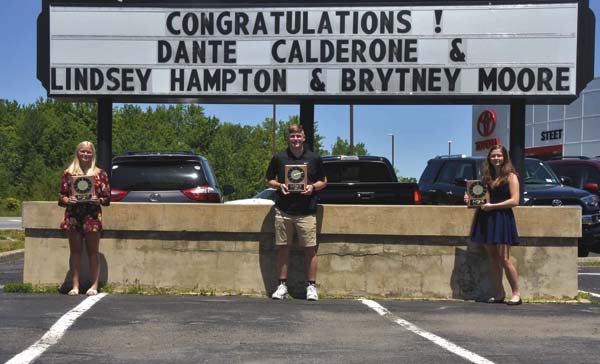 CONGRATULATIONS !
DANTE CALDERONE &
LINDSEY HAMPTON & BRYTNEY MOORE
TOYOTA
STEET